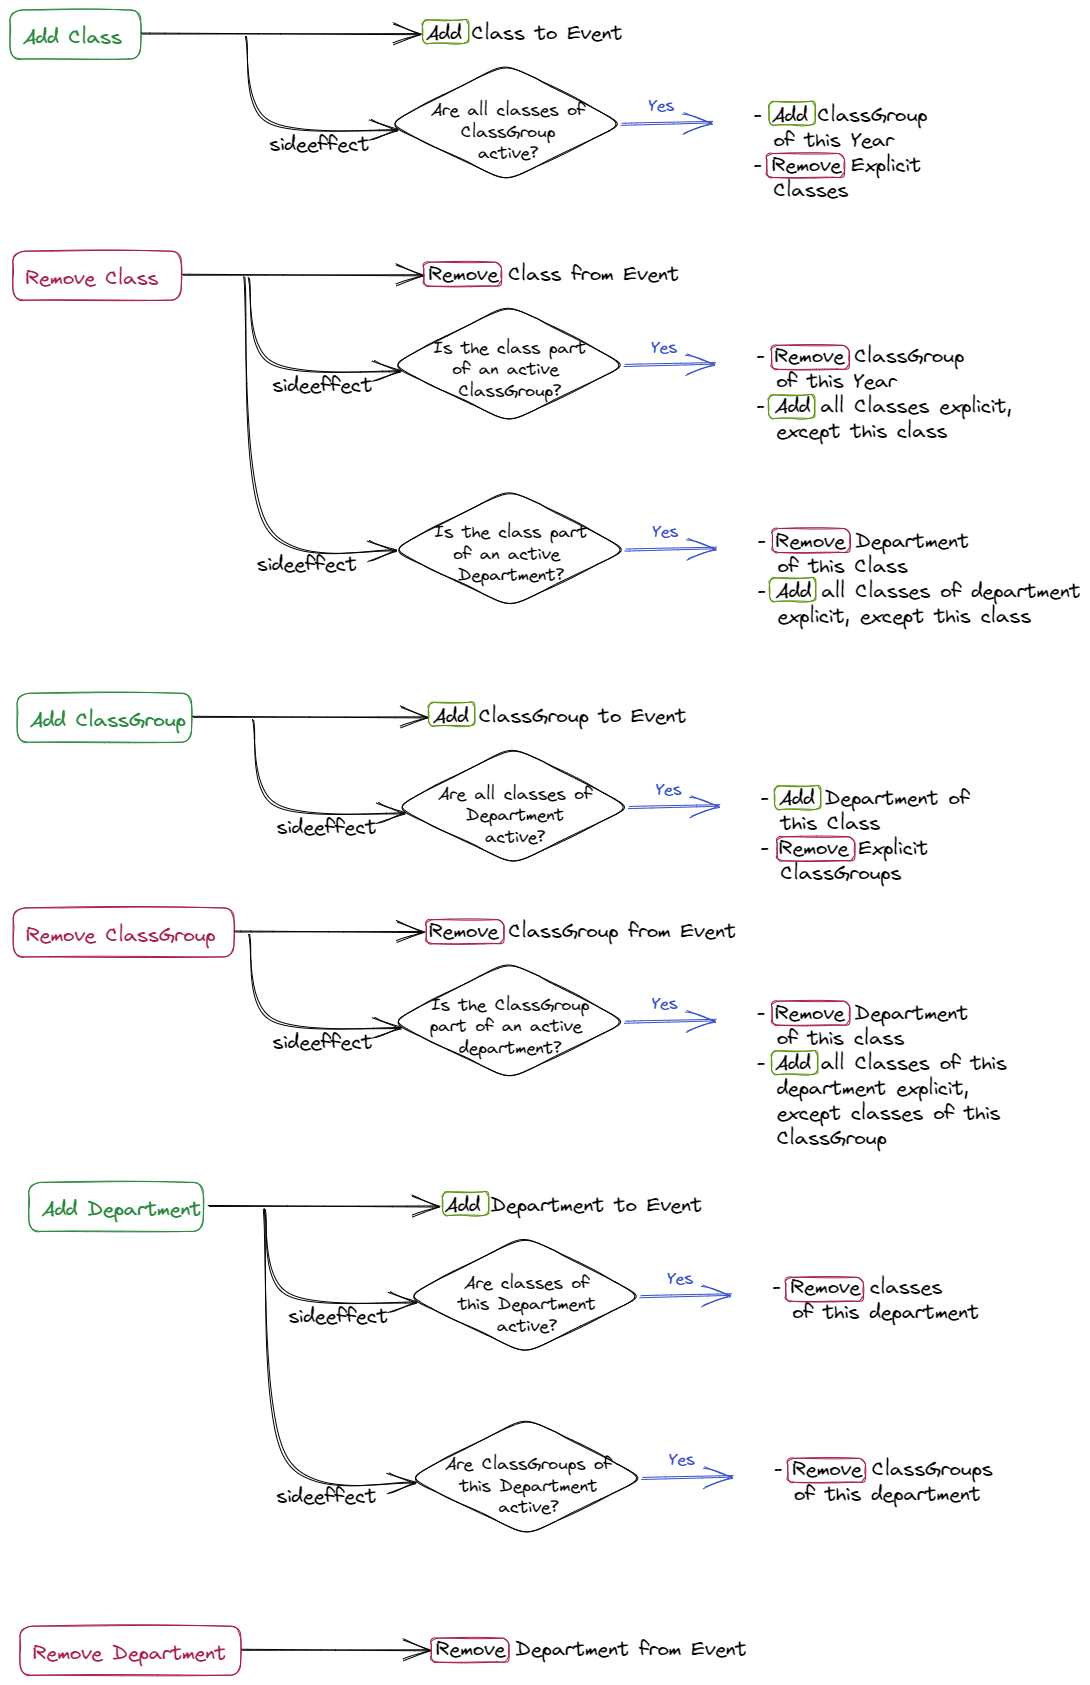 Add Class
Add Class to Event
Are all classes of
ClassGroup
active?
sideeffect
Yes
- Add ClassGroup
of this Year
- Remove Explicit
Classes
Remove Class
Remove Class from Event
Is the class part
of an active
ClassGroup?
sideeffect
Yes
- Remove ClassGroup
of this Year
- Add all Classes explicit,
except this class
Is the class part
of an active
Department?
sideeffect
Yes
- Remove Department
of this Class
- Add all Classes of department
explicit, except this class
Add ClassGroup
Add ClassGroup to Event
Are all classes of
Department
active?
sideeffect
Yes
- Add Department of
this Class
- Remove Explicit
ClassGroups
Remove ClassGroup
Remove ClassGroup from Event
Is the ClassGroup
part of an active
department?
sideeffect
Yes
- Remove Department
of this class
- Add all Classes of this
department explicit,
except classes of this
ClassGroup
Add Department
Add Department to Event
Are classes of
this Department
active?
sideeffect
Yes
- Remove classes
of this department
Are ClassGroups of
this Department
active?
sideeffect
Yes
- Remove ClassGroups
of this department
Remove Department
Remove Department from Event